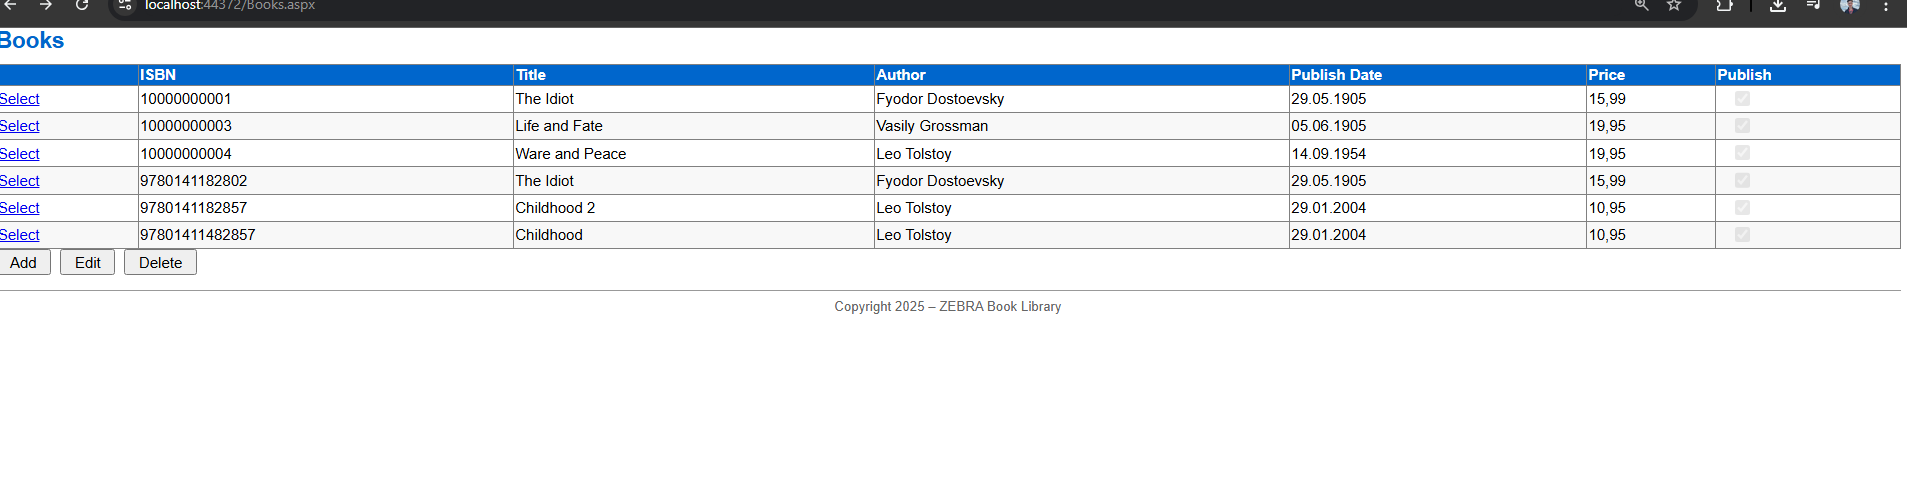 localhost:44372/Books.aspx
Books
ISBN Title Author Publish Date Price Publish
Select 10000000001 The Idiot Fyodor Dostoevsky 29.05.1905 15,99
Select 10000000003 Life and Fate Vasily Grossman 05.06.1905 19,95
Select 10000000004 Ware and Peace Leo Tolstoy 14.09.1954 19,95
Select 9780141182802 The Idiot Fyodor Dostoevsky 29.05.1905 15,99
Select 9780141182857 Childhood 2 Leo Tolstoy 29.01.2004 10,95
Select 97801411482857 Childhood Leo Tolstoy 29.01.2004 10,95
Add Edit Delete
Copyright 2025 – ZEBRA Book Library